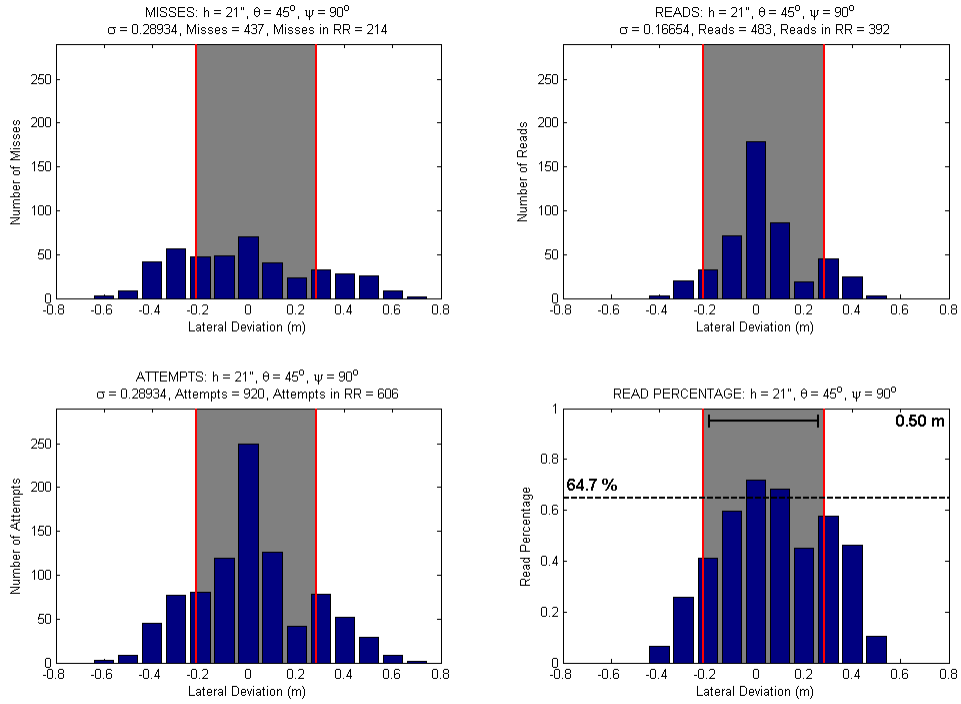 MISSES: h = 21", θ = 45º, ψ = 90º
σ = 0.28934, Misses = 437, Misses in RR = 214
250
200
150
100
50
0
Number of Misses
-0.8 -0.6 -0.4 -0.2 0 0.2 0.4 0.6 0.8
Lateral Deviation (m)
READS: h = 21", θ = 45º, ψ = 90º
σ = 0.16654, Reads = 483, Reads in RR = 392
250
200
150
100
50
0
Number of Reads
-0.8 -0.6 -0.4 -0.2 0 0.2 0.4 0.6 0.8
Lateral Deviation (m)
ATTEMPTS: h = 21", θ = 45º, ψ = 90º
σ = 0.28934, Attempts = 920, Attempts in RR = 606
250
200
150
100
50
0
Number of Attempts
-0.8 -0.6 -0.4 -0.2 0 0.2 0.4 0.6 0.8
Lateral Deviation (m)
READ PERCENTAGE: h = 21", θ = 45º, ψ = 90º
1
0.50 m
0.8
64.7 %
0.6
0.4
0.2
0
Read Percentage
-0.8 -0.6 -0.4 -0.2 0 0.2 0.4 0.6 0.8
Lateral Deviation (m)